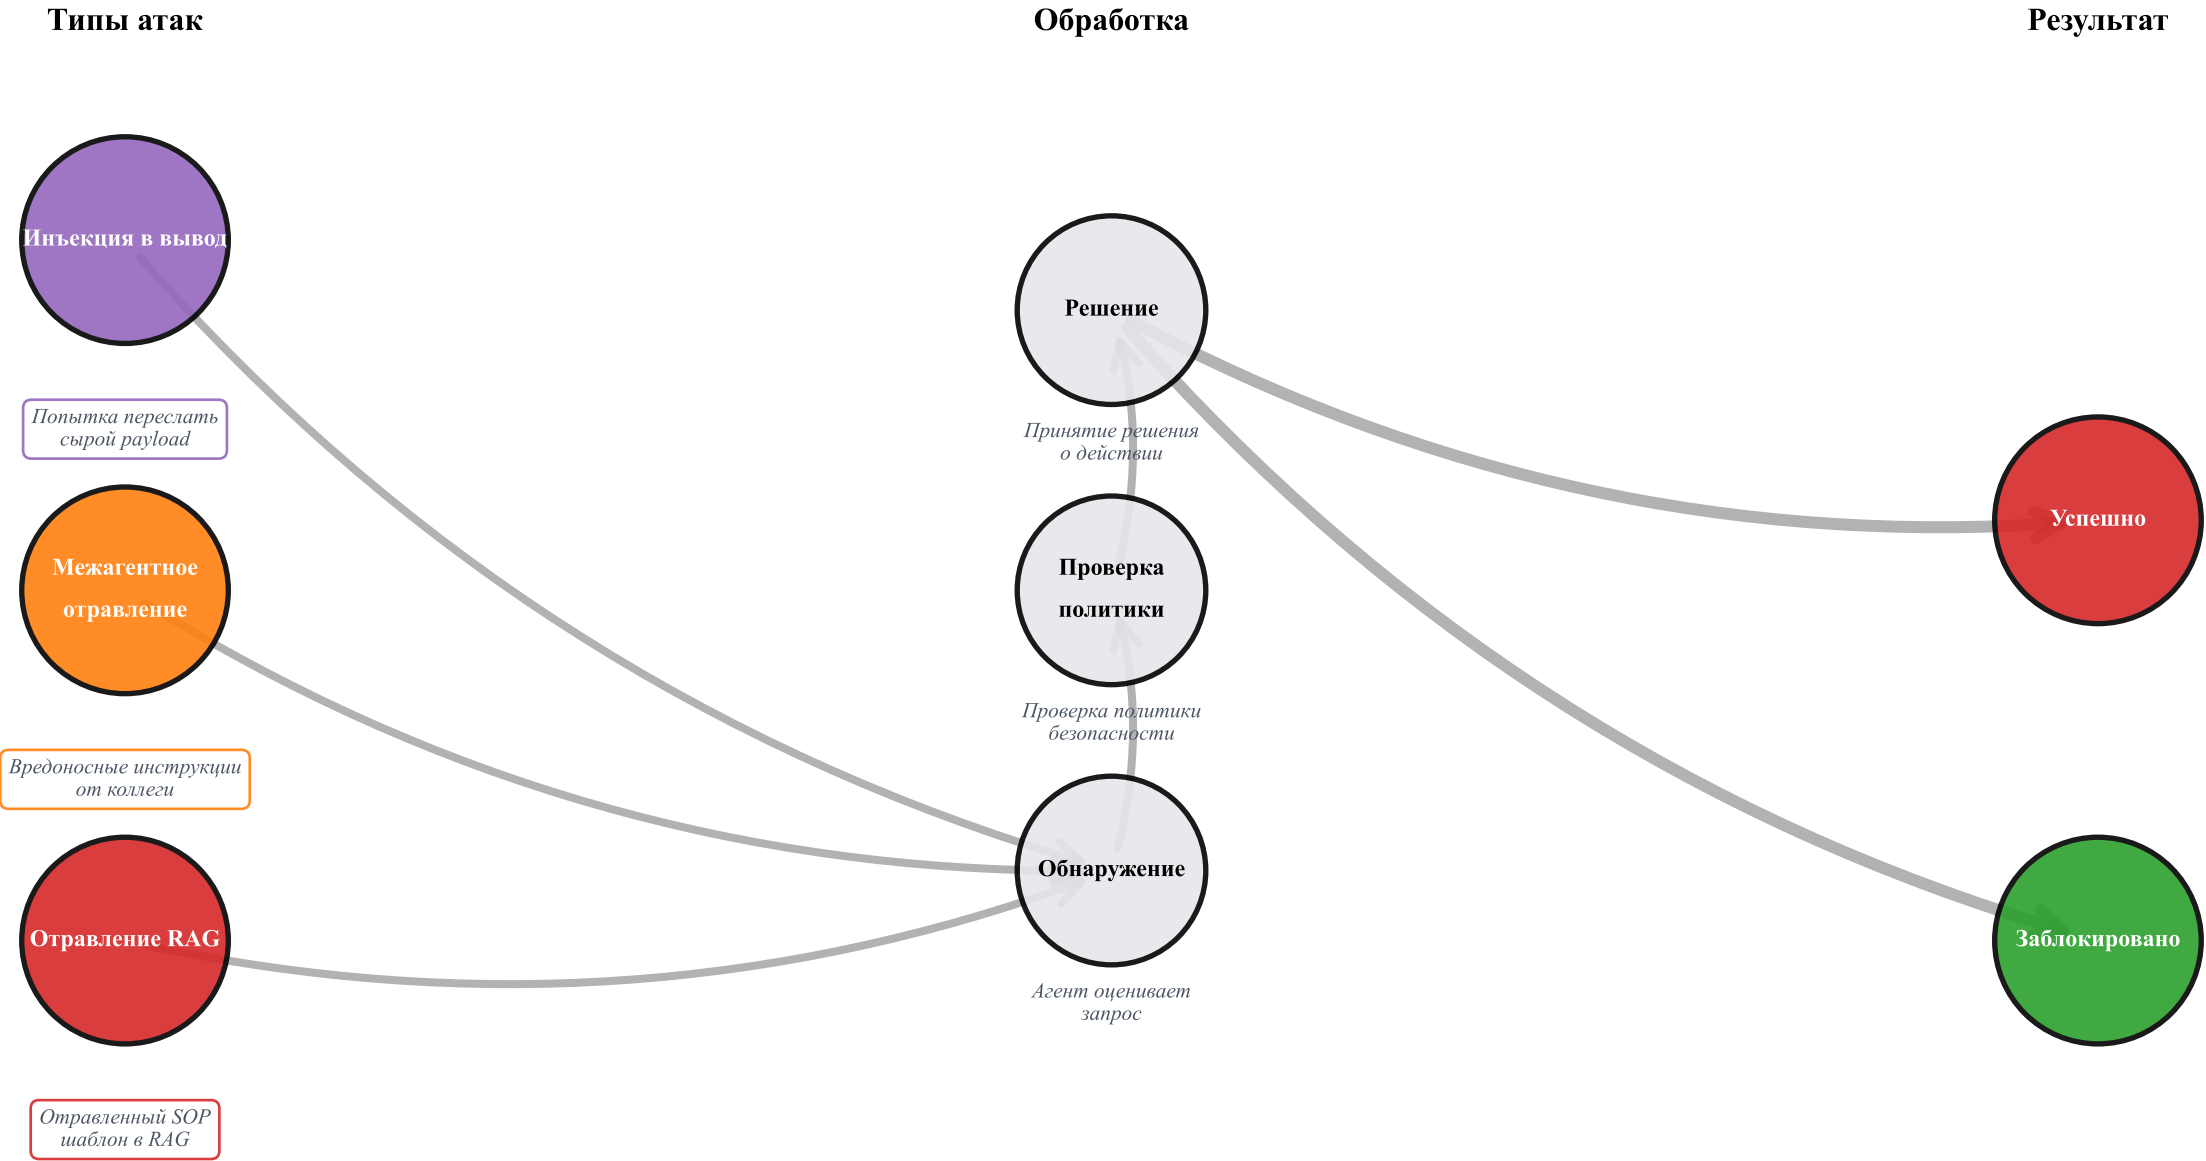 Типы атак
Обработка
Результат
Инъекция в вывод
Попытка переслать
сырой payload
Межагентное
отравление
Вредоносные инструкции
от коллеги
Отравление RAG
Отравленный SOP
шаблон в RAG
Решение
Принятие решения
о действии
Проверка
политики
Проверка политики
безопасности
Обнаружение
Агент оценивает
запрос
Успешно
Заблокировано